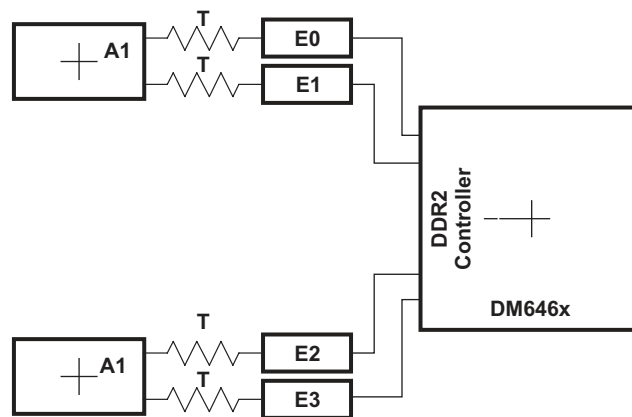 T
A1
E0
T
E1
DDR2
Controller
DM646x
T
A1
E2
T
E3